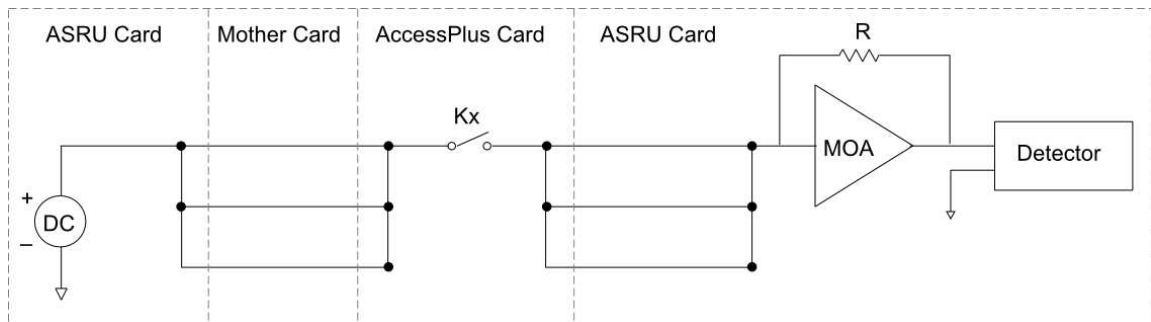 ASRU Card
Mother Card
AccessPlus Card
ASRU Card
R
Kx
MOA
Detector
+
DC
–